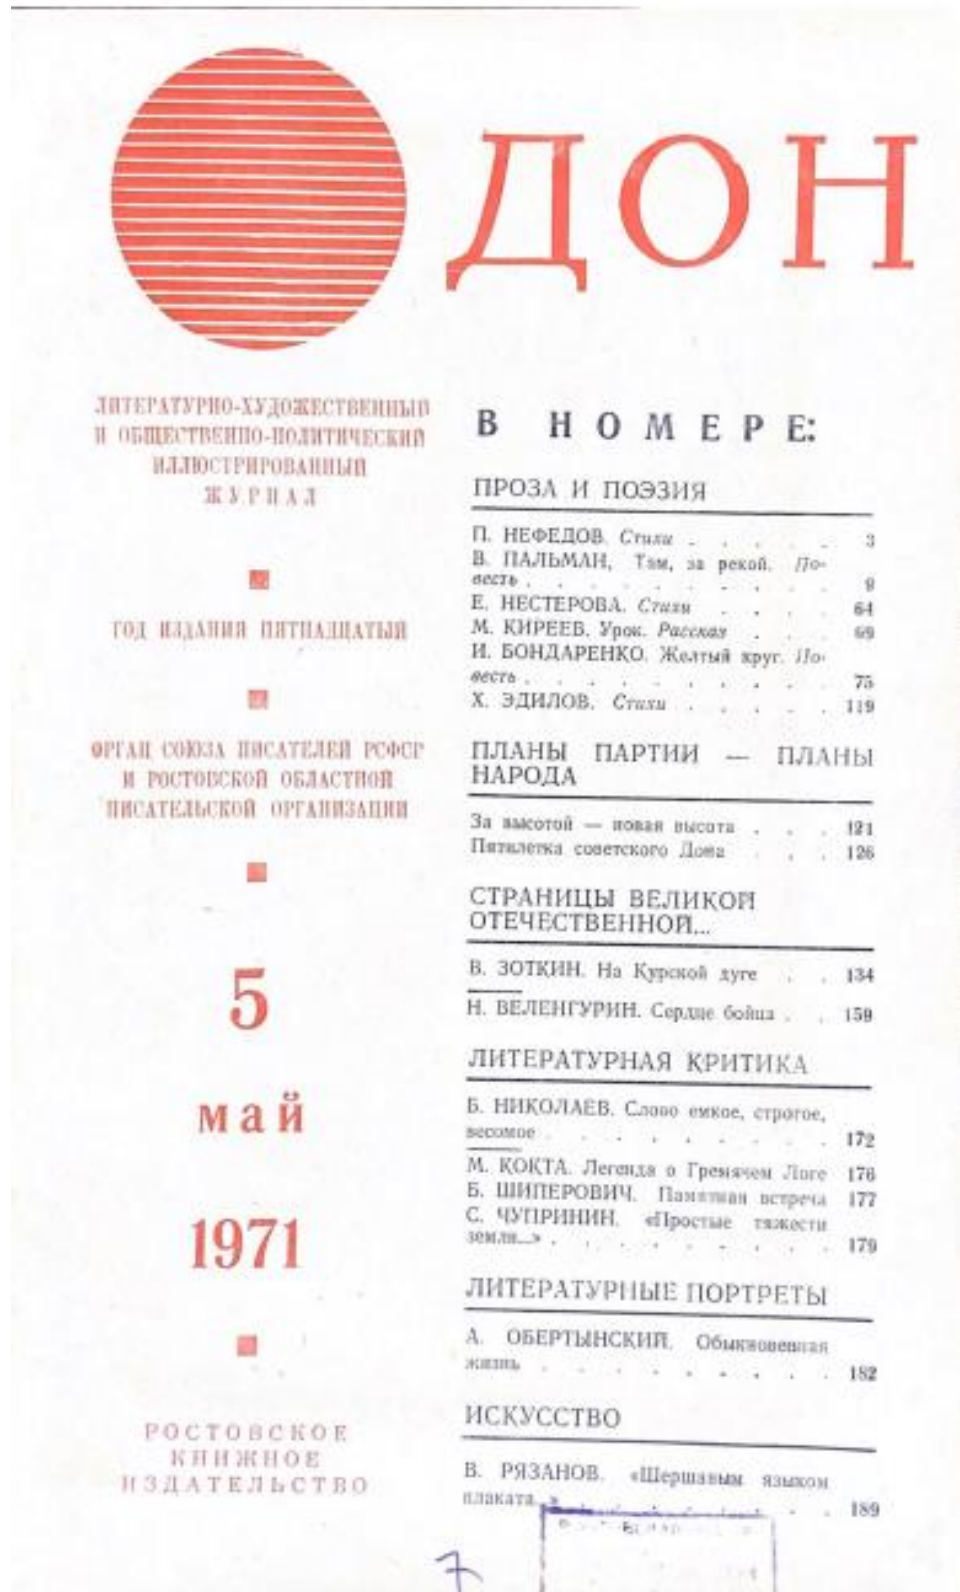 ДОН
ЛИТЕРАТУРНО-ХУДОЖЕСТВЕННЫЙ
И ОБЩЕСТВЕННО-ПОЛИТИЧЕСКИЙ
ИЛЛЮСТРИРОВАННЫЙ
ЖУРНАЛ
ГОД ИЗДАНИЯ ПЯТНАДЦАТЫЙ
ОРГАН СОЮЗА ПИСАТЕЛЕЙ РСФСР
И РОСТОВСКОЙ ОБЛАСТНОЙ
ПИСАТЕЛЬСКОЙ ОРГАНИЗАЦИИ
5
май
1971
РОСТОВСКОЕ
КНИЖНОЕ
ИЗДАТЕЛЬСТВО
В НОМЕРЕ:
ПРОЗА И ПОЭЗИЯ
П. НЕФЕДОВ. Стихи . . . . . 3
В. ПАЛЬМАН, Там, за рекой. По-
весть . . . . . . . . . 9
Е. НЕСТЕРОВА. Стихи . . . . 64
М. КИРЕЕВ. Урок. Рассказ . . . 69
И. БОНДАРЕНКО. Желтый круг. По-
весть . . . . . . . . . 75
Х. ЭДИЛОВ. Стихи . . . . . 119
ПЛАНЫ ПАРТИИ — ПЛАНЫ
НАРОДА
За высотой — новая высота . . . 121
Пятилетка советского Дона . . . 126
СТРАНИЦЫ ВЕЛИКОЙ
ОТЕЧЕСТВЕННОЙ...
В. ЗОТКИН. На Курской дуге . . 134
Н. ВЕЛЕНГУРИН. Сердце бойца . . 159
ЛИТЕРАТУРНАЯ КРИТИКА
Б. НИКОЛАЕВ. Слово емкое, строгое,
весомое . . . . . . . . . 172
М. КОКТА. Легенда о Гремячем Логе 176
Б. ШИПЕРОВИЧ. Памятная встреча 177
С. ЧУПРИНИН. «Простые тяжести
земли...» . . . . . . . . . 179
ЛИТЕРАТУРНЫЕ ПОРТРЕТЫ
А. ОБЕРТЫНСКИЙ. Обыкновенная
жизнь . . . . . . . . . 182
ИСКУССТВО
В. РЯЗАНОВ. «Шершавым языком
плаката...» . . . . . . . . . 189
7